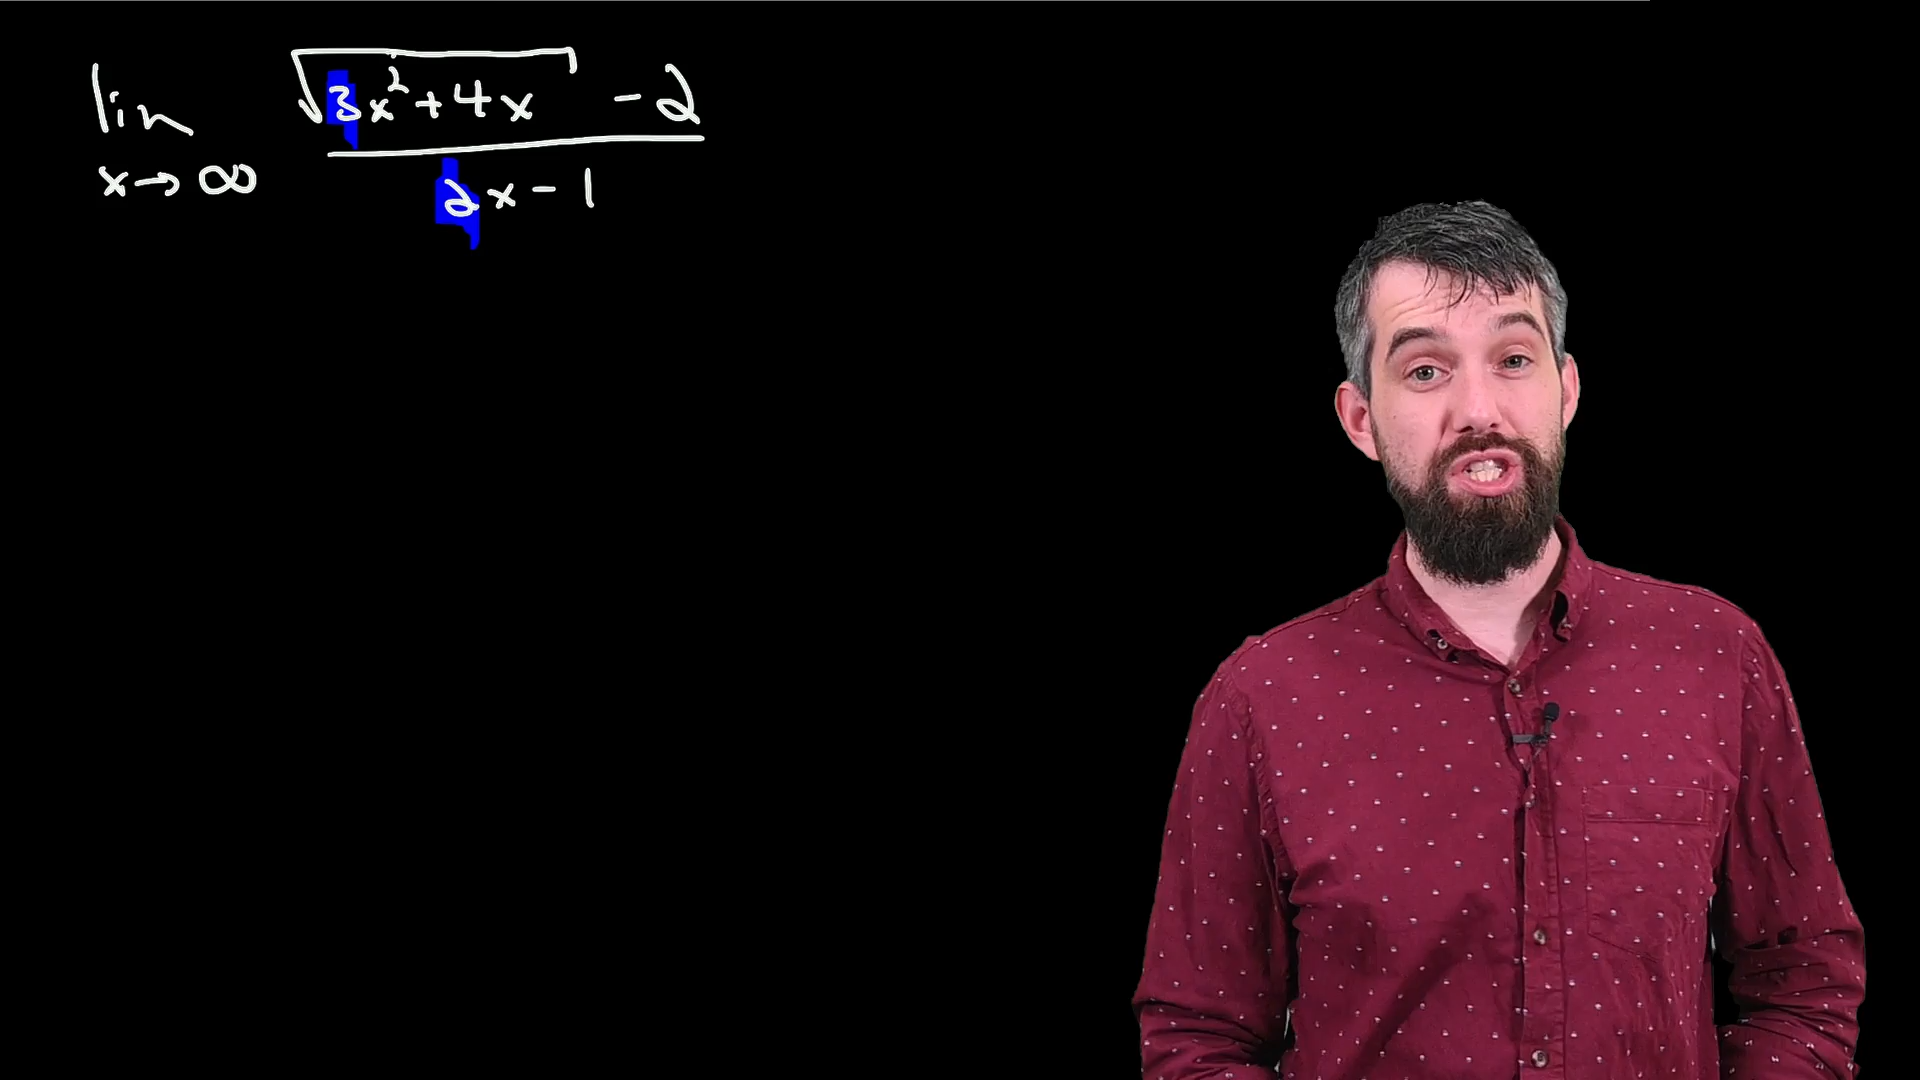 lim √(3x²+4x) - 2
x→∞ 2x - 1